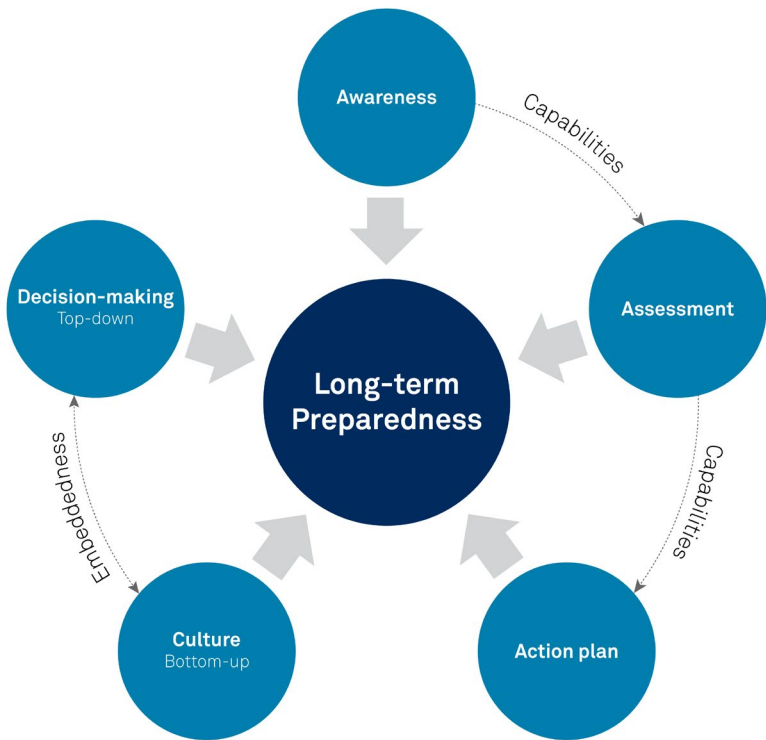 Awareness
Capabilities
Assessment
Capabilities
Action plan
Culture
Bottom-up
Embeddedness
Decision-making
Top-down
Long-term
Preparedness